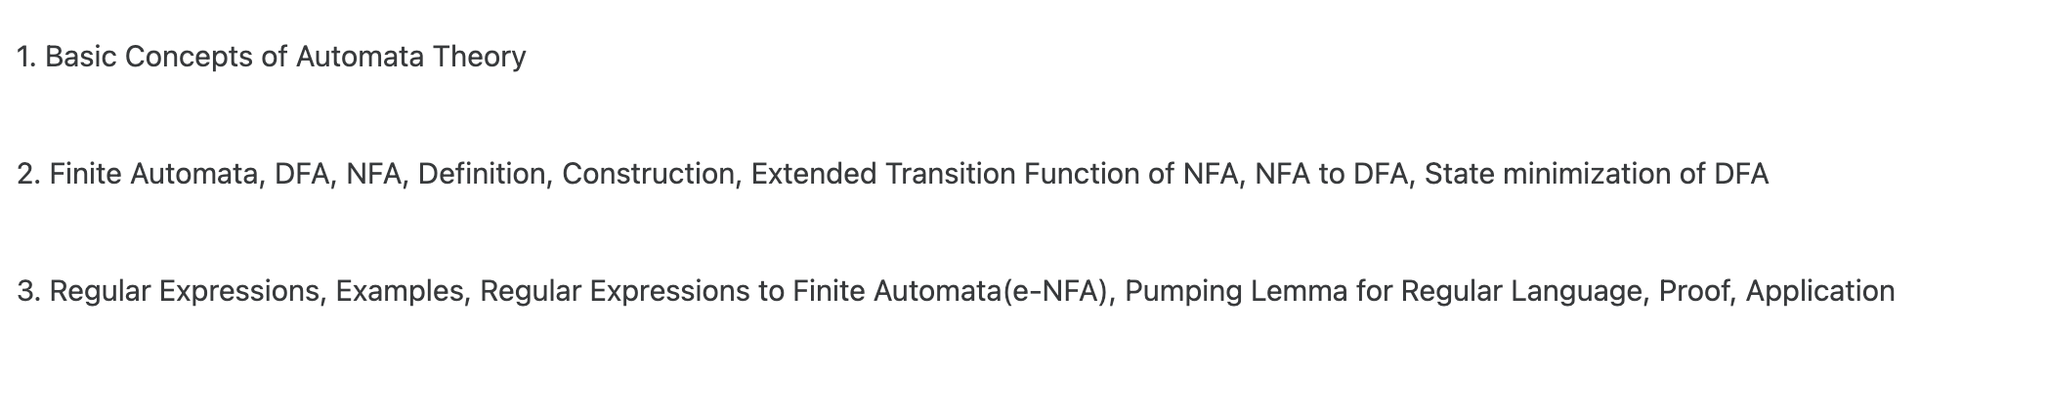 1. Basic Concepts of Automata Theory
2. Finite Automata, DFA, NFA, Definition, Construction, Extended Transition Function of NFA, NFA to DFA, State minimization of DFA
3. Regular Expressions, Examples, Regular Expressions to Finite Automata(e-NFA), Pumping Lemma for Regular Language, Proof, Application